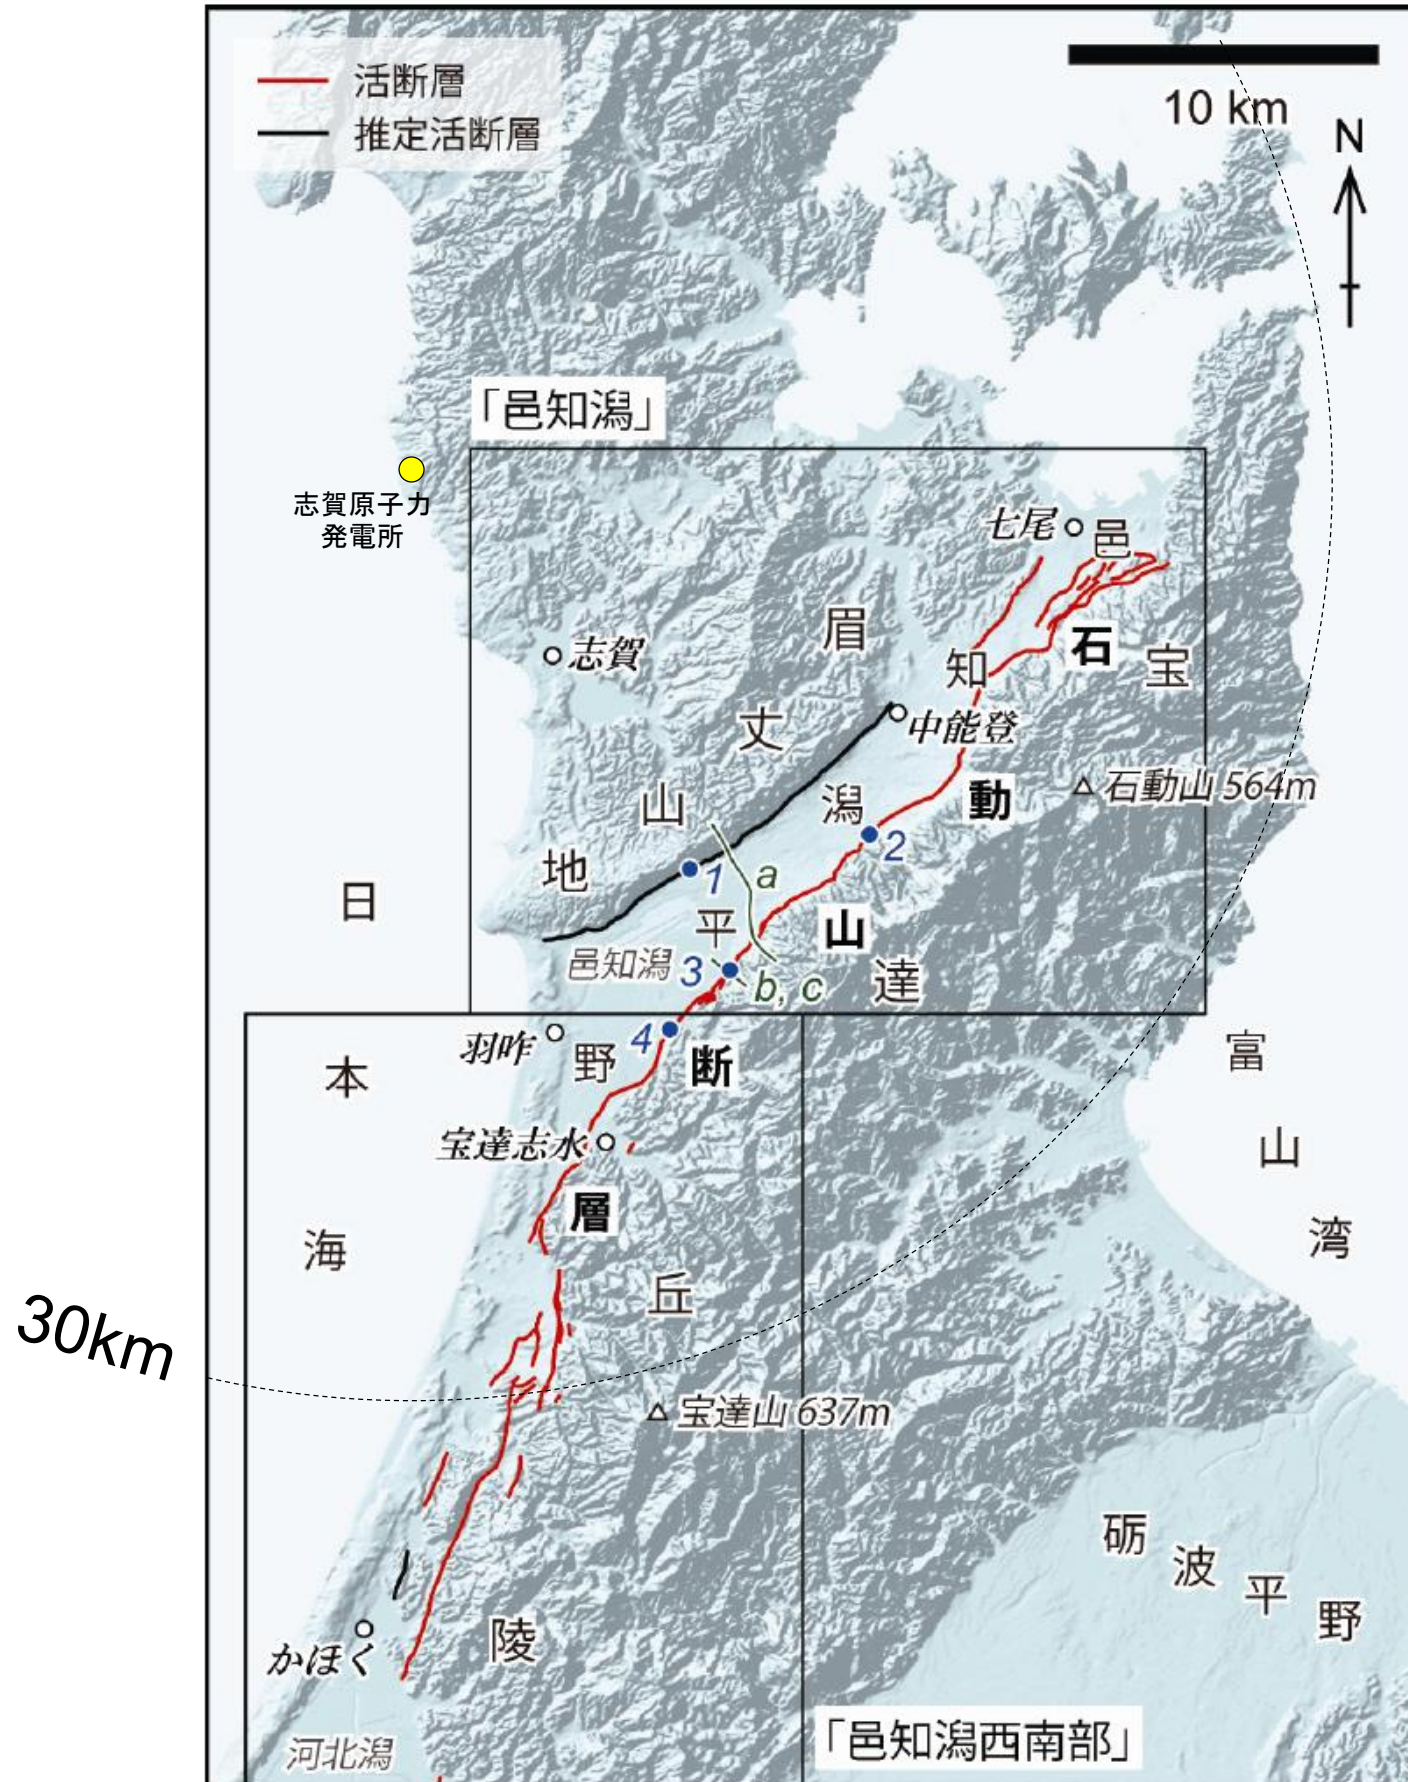 活断層
推定活断層
10 km
N
「邑知潟」
志賀原子力
発電所
七尾
邑
眉
石
宝
志賀
知
丈
中能登
石動山 564m
動
山
潟
2
地
1
a
日
平
山
邑知潟
3
b, c
達
羽咋
4
野
断
富
本
宝達志水
山
層
海
湾
丘
30km
宝達山 637m
砺
波
平
野
かほく
陵
河北潟
「邑知潟西南部」